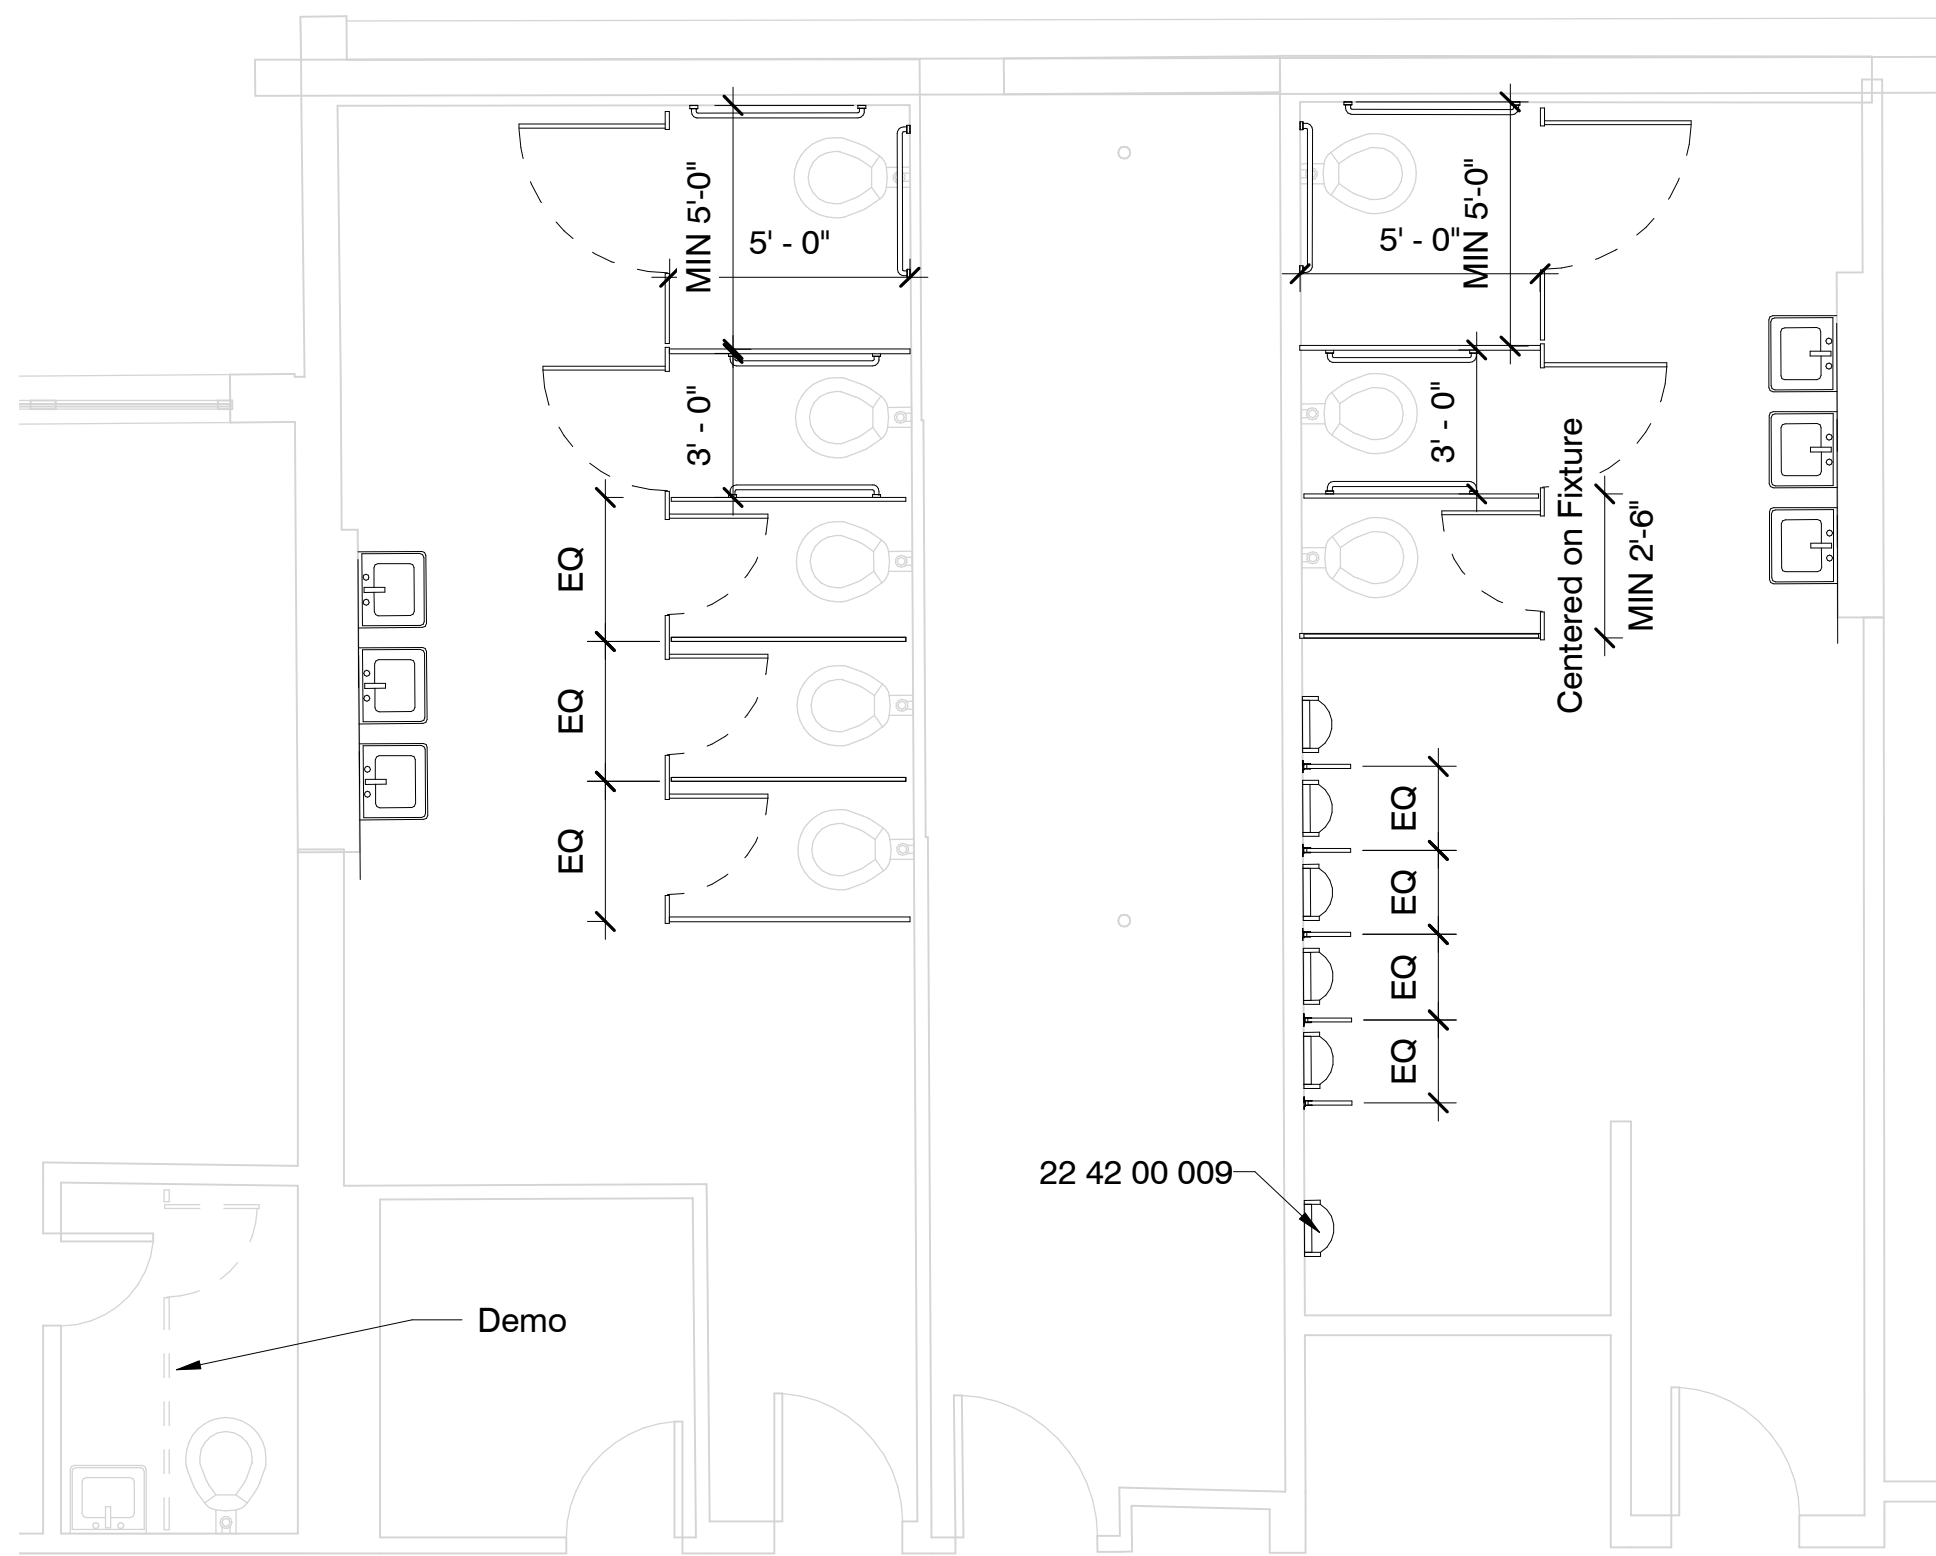 MIN 5'-0"
5' - 0"
5' - 0"
MIN 5'-0"
3' - 0"
3' - 0"
Centered on Fixture
MIN 2'-6"
EQ
EQ
EQ
EQ
EQ
EQ
EQ
22 42 00 009
Demo